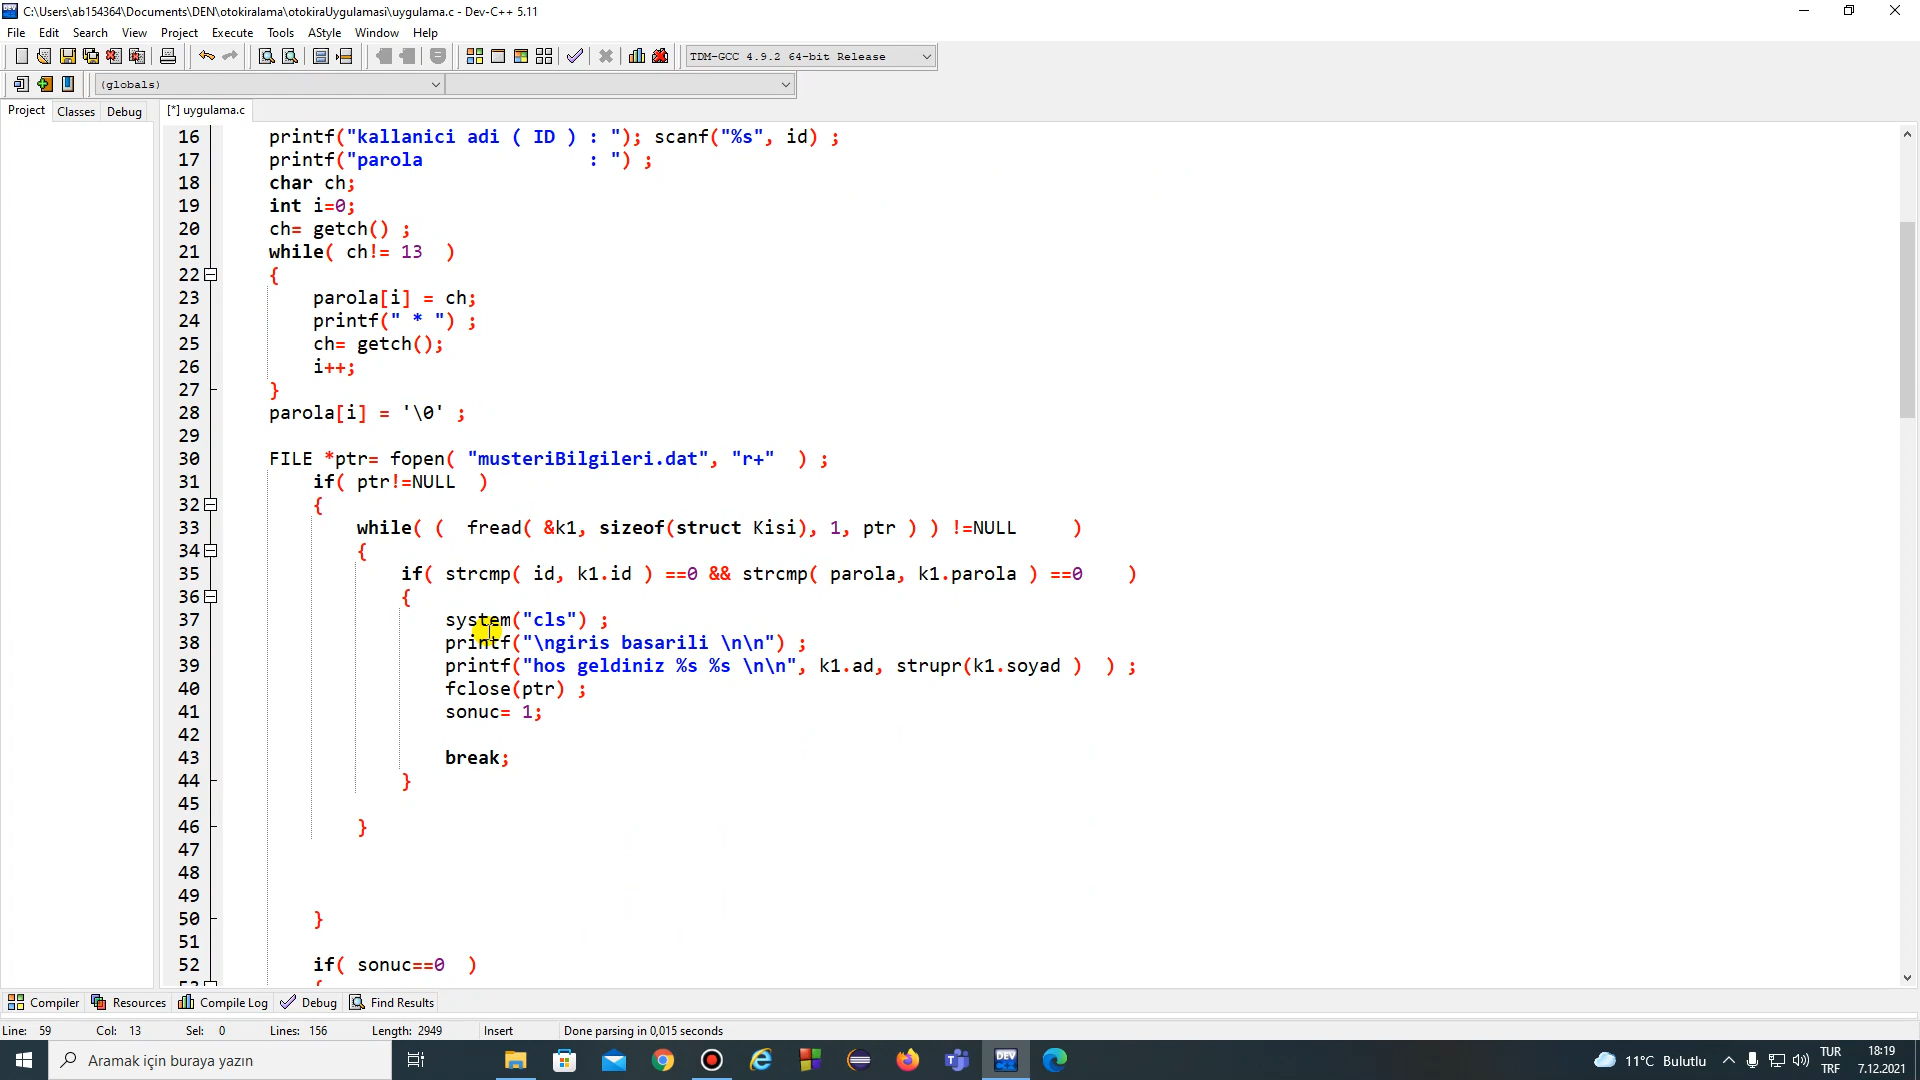 C:\Users\ab154364\Documents\DEN\otokiralama\otokiraUygulamasi\uygulama.c - Dev-C++ 5.11
File Edit Search View Project Execute Tools AStyle Window Help
TDM-GCC 4.9.2 64-bit Release
(globals)
Project Classes Debug [*] uygulama.c
16 printf("kallanici adi ( ID ) : "); scanf("%s", id) ;
17 printf("parola               : ") ;
18 char ch;
19 int i=0;
20 ch= getch() ;
21 while( ch!= 13  )
22 {
23 parola[i] = ch;
24 printf(" * ") ;
25 ch= getch();
26 i++;
27 }
28 parola[i] = '\0' ;
29
30 FILE *ptr= fopen( "musteriBilgileri.dat", "r+"  ) ;
31 if( ptr!=NULL  )
32 {
33 while( (  fread( &k1, sizeof(struct Kisi), 1, ptr ) ) !=NULL     )
34 {
35 if( strcmp( id, k1.id ) ==0 && strcmp( parola, k1.parola ) ==0    )
36 {
37 system("cls") ;
38 printf("\ngiris basarili \n\n") ;
39 printf("hos geldiniz %s %s \n\n", k1.ad, strupr(k1.soyad )  ) ;
40 fclose(ptr) ;
41 sonuc= 1;
42
43 break;
44 }
45
46 }
47
48
49
50 }
51
52 if( sonuc==0  )
Compiler Resources Compile Log Debug Find Results
Line: 59 Col: 13 Sel: 0 Lines: 156 Length: 2949 Insert Done parsing in 0,015 seconds
Aramak için buraya yazın
DEV
11°C Bulutlu
TUR
TRF
18:19
7.12.2021